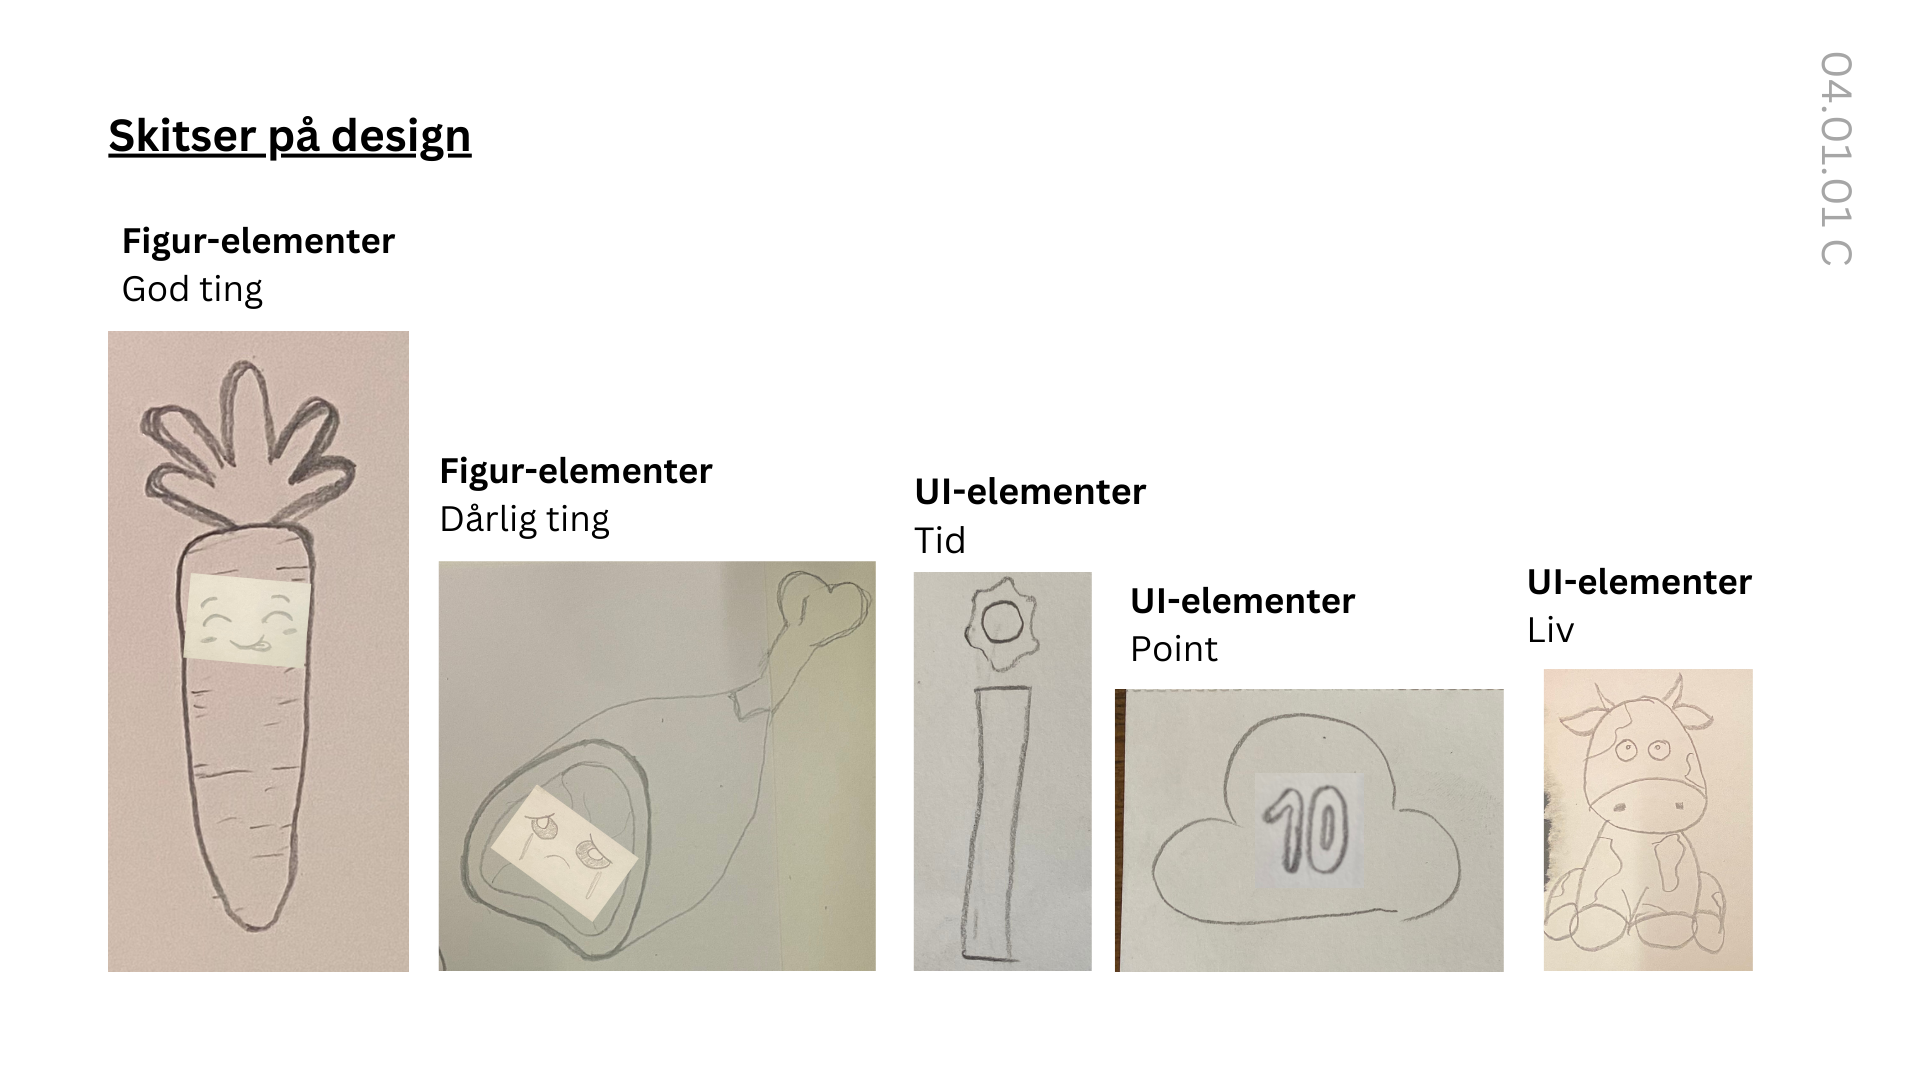 Skitser på design
04.01.01 C
Figur-elementer
God ting
Figur-elementer
Dårlig ting
UI-elementer
Tid
UI-elementer
Point
10
UI-elementer
Liv